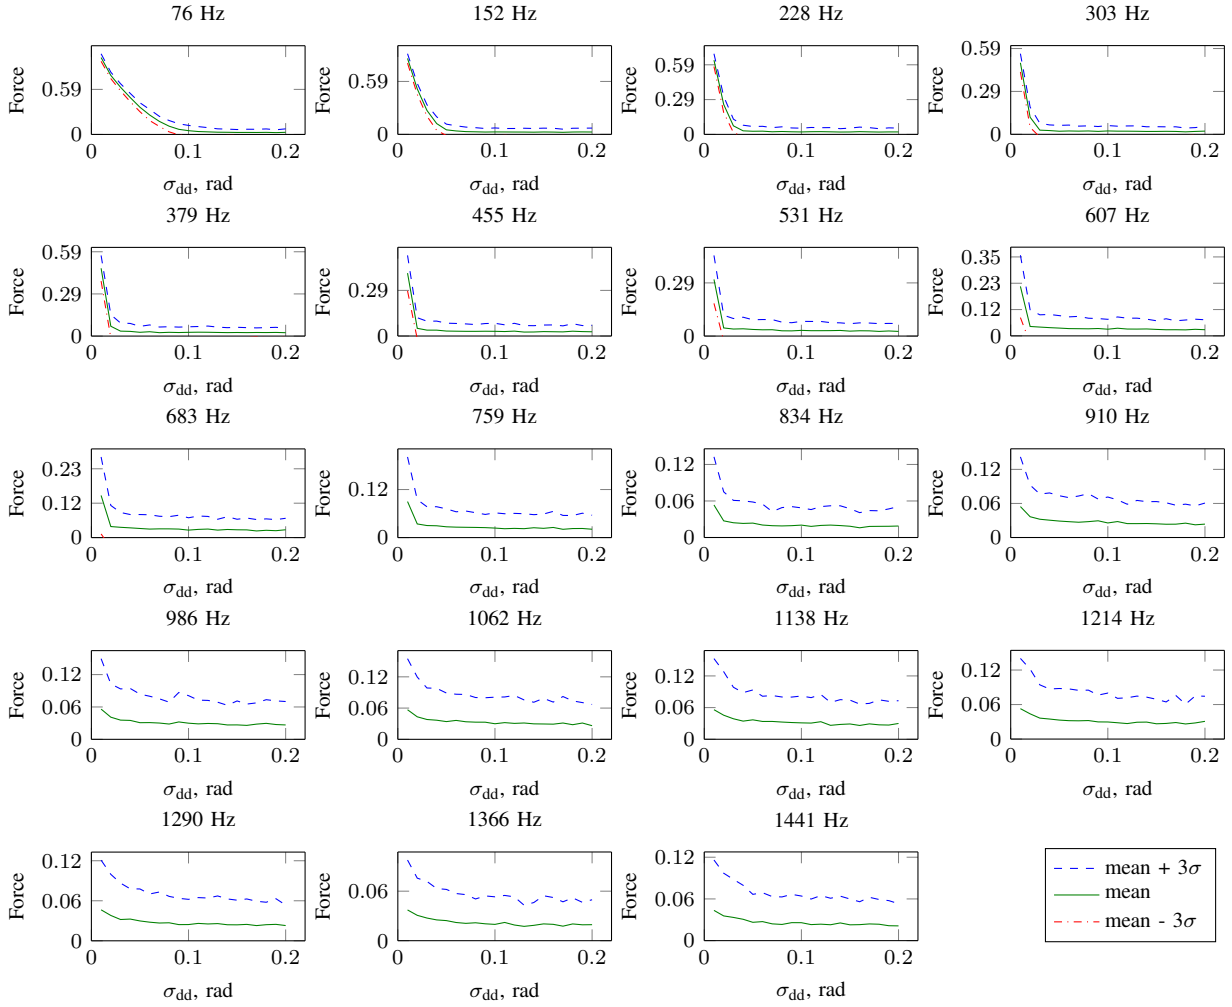 76 Hz
152 Hz
228 Hz
303 Hz
Force
0.59
0
0 0.1 0.2
σdd, rad
Force
0.59
0
0 0.1 0.2
σdd, rad
Force
0.59
0.29
0
0 0.1 0.2
σdd, rad
Force
0.59
0.29
0
0 0.1 0.2
σdd, rad
379 Hz
455 Hz
531 Hz
607 Hz
Force
0.59
0.29
0
0 0.1 0.2
σdd, rad
Force
0.29
0
0 0.1 0.2
σdd, rad
Force
0.29
0
0 0.1 0.2
σdd, rad
Force
0.35
0.23
0.12
0
0 0.1 0.2
σdd, rad
683 Hz
759 Hz
834 Hz
910 Hz
Force
0.23
0.12
0
0 0.1 0.2
σdd, rad
Force
0.12
0
0 0.1 0.2
σdd, rad
Force
0.12
0.06
0
0 0.1 0.2
σdd, rad
Force
0.12
0.06
0
0 0.1 0.2
σdd, rad
986 Hz
1062 Hz
1138 Hz
1214 Hz
Force
0.12
0.06
0
0 0.1 0.2
σdd, rad
Force
0.12
0.06
0
0 0.1 0.2
σdd, rad
Force
0.12
0.06
0
0 0.1 0.2
σdd, rad
Force
0.12
0.06
0
0 0.1 0.2
σdd, rad
1290 Hz
1366 Hz
1441 Hz
Force
0.12
0.06
0
0 0.1 0.2
σdd, rad
Force
0.06
0
0 0.1 0.2
σdd, rad
Force
0.12
0.06
0
0 0.1 0.2
σdd, rad
mean + 3σ
mean
mean - 3σ